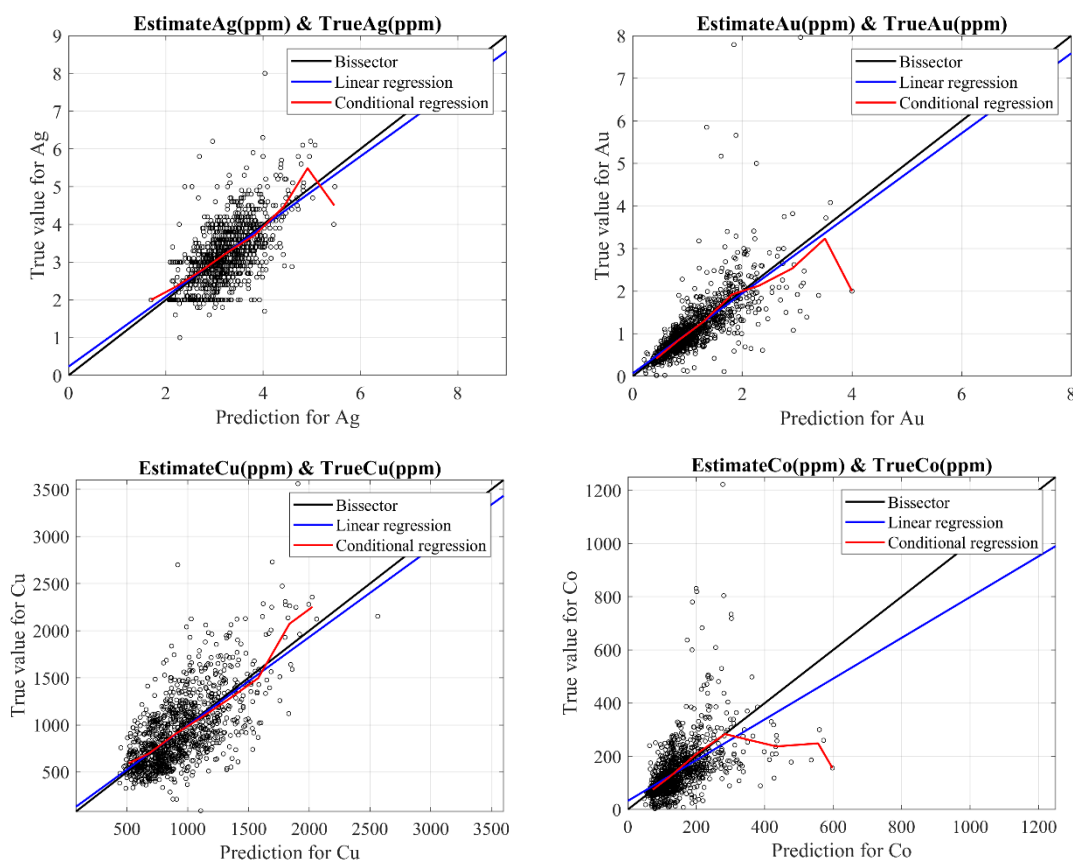 EstimateAg(ppm) & TrueAg(ppm)
9
8
7
6
5
4
3
2
1
0
0 2 4 6 8
True value for Ag
Prediction for Ag
Bissector
Linear regression
Conditional regression
EstimateAu(ppm) & TrueAu(ppm)
8
7
6
5
4
3
2
1
0
0 2 4 6 8
True value for Au
Prediction for Au
Bissector
Linear regression
Conditional regression
EstimateCu(ppm) & TrueCu(ppm)
3500
3000
2500
2000
1500
1000
500
500 1000 1500 2000 2500 3000 3500
True value for Cu
Prediction for Cu
Bissector
Linear regression
Conditional regression
EstimateCo(ppm) & TrueCo(ppm)
1200
1000
800
600
400
200
0
0 200 400 600 800 1000 1200
True value for Co
Prediction for Co
Bissector
Linear regression
Conditional regression